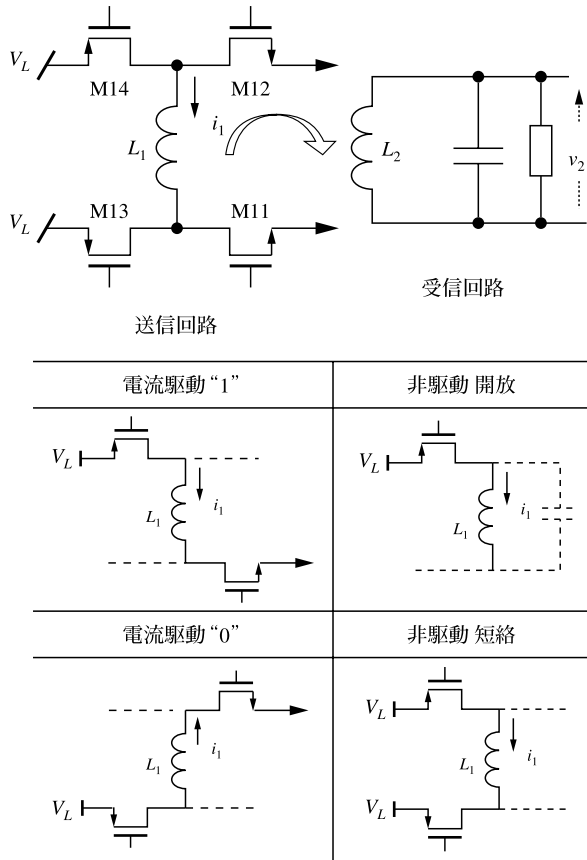 M14
M12
V_L
L_1
i_1
L_2
v_2
V_L
M13
M11
送信回路
受信回路
電流駆動 “1”
非駆動 開放
V_L
L_1
i_1
V_L
L_1
i_1
電流駆動 “0”
非駆動 短絡
L_1
i_1
V_L
V_L
L_1
i_1
V_L